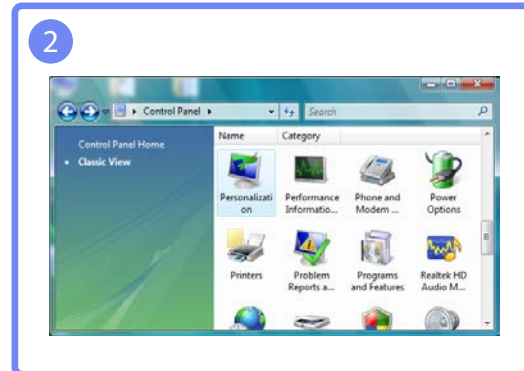 2
Control Panel
Search
Control Panel Home
Classic View
Name Category
Personalizati
on
Performance
Informatio...
Phone and
Modem ...
Power
Options
Printers
Problem
Reports a...
Programs
and Features
Realtek HD
Audio M...